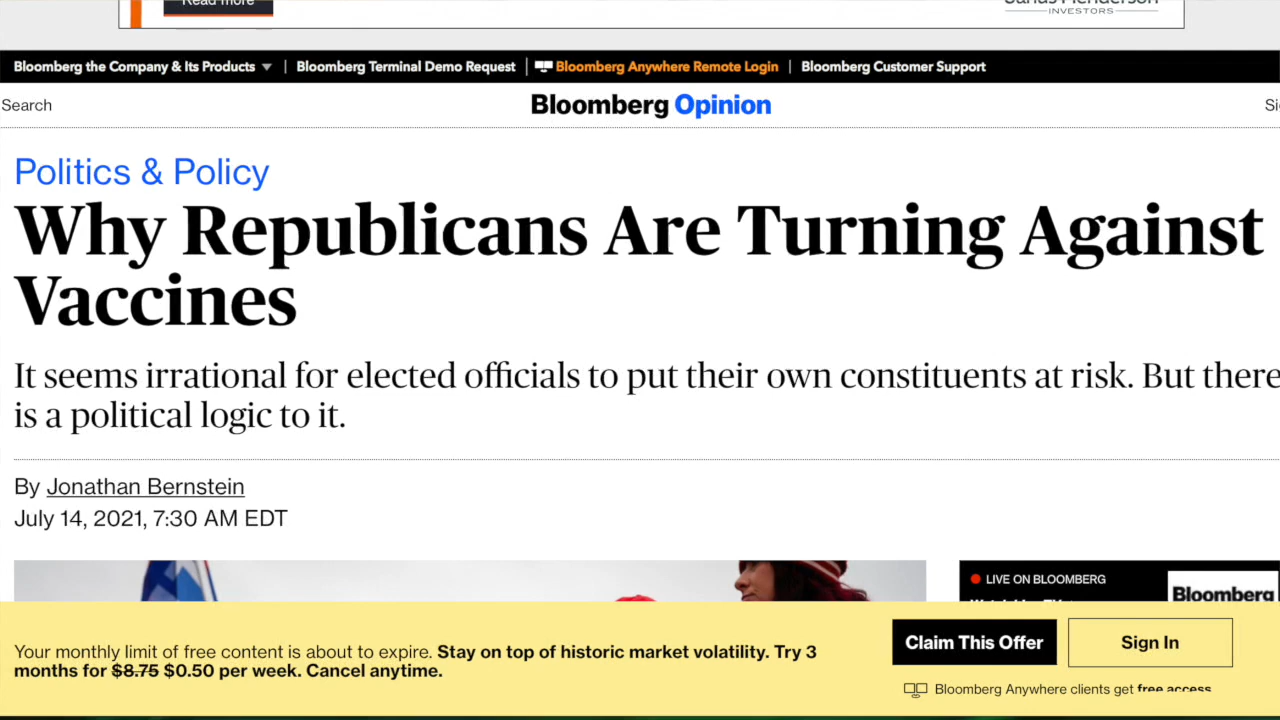 Read more
INVESTORS
Bloomberg the Company & Its Products | Bloomberg Terminal Demo Request | Bloomberg Anywhere Remote Login | Bloomberg Customer Support
Search
Bloomberg Opinion
Politics & Policy
Why Republicans Are Turning Against
Vaccines
It seems irrational for elected officials to put their own constituents at risk. But there
is a political logic to it.
By Jonathan Bernstein
July 14, 2021, 7:30 AM EDT
LIVE ON BLOOMBERG
Bloomberg
Your monthly limit of free content is about to expire. Stay on top of historic market volatility. Try 3
months for $8.75 $0.50 per week. Cancel anytime.
Claim This Offer
Sign In
Bloomberg Anywhere clients get free access